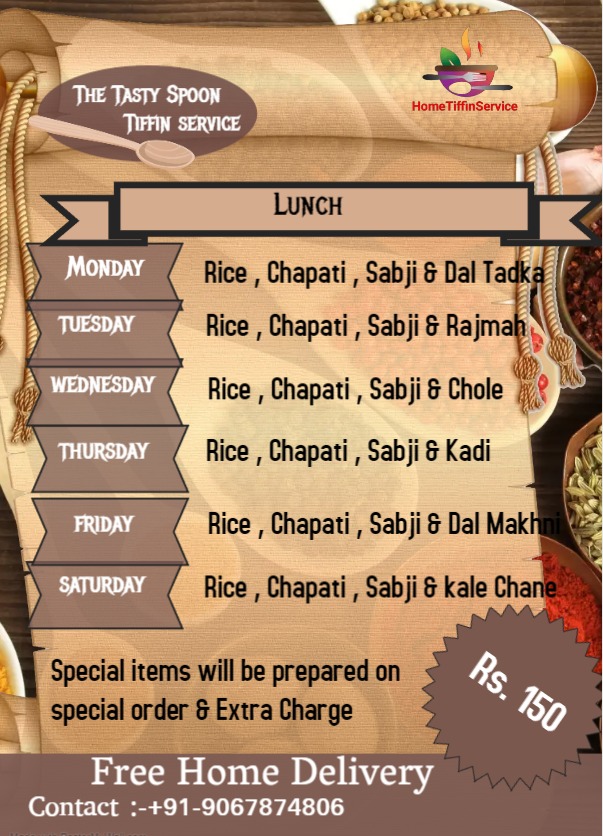 The Tasty Spoon
Tiffin service
HomeTiffinService
Lunch
Monday Rice , Chapati , Sabji & Dal Tadka
Tuesday Rice , Chapati , Sabji & Rajmah
Wednesday Rice , Chapati , Sabji & Chole
Thursday Rice , Chapati , Sabji & Kadi
Friday Rice , Chapati , Sabji & Dal Makhni
Saturday Rice , Chapati , Sabji & kale Chane
Special items will be prepared on
special order & Extra Charge
Rs. 150
Free Home Delivery
Contact :-+91-9067874806